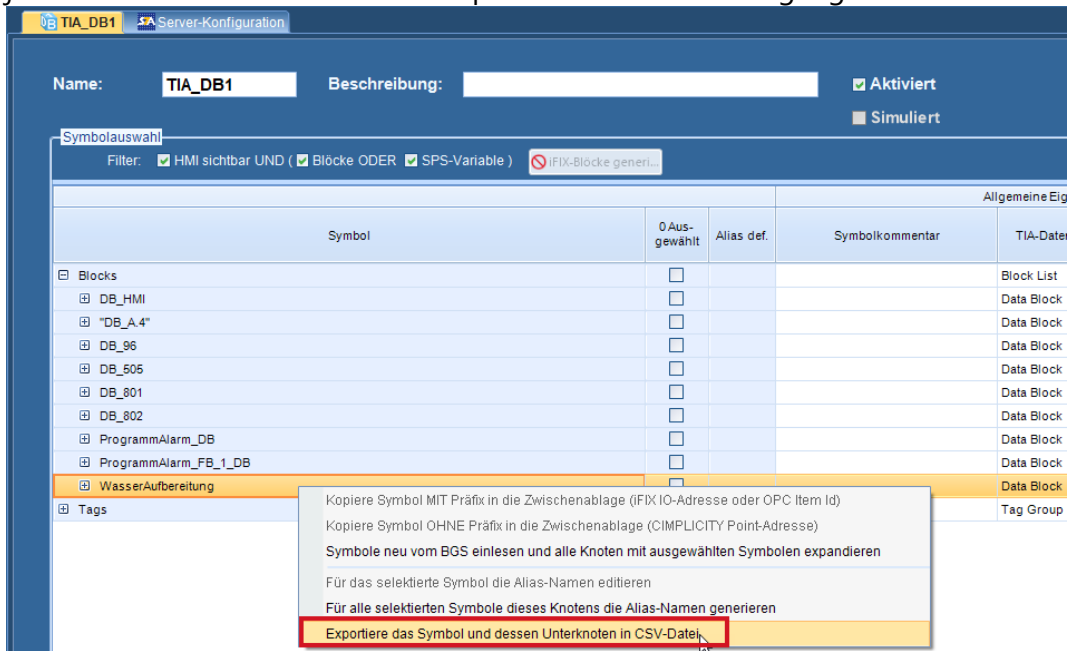 TIA_DB1 Server-Konfiguration
Name: TIA_DB1 Beschreibung: Aktiviert
Simuliert
Symbolauswahl
Filter: HMI sichtbar UND ( Blöcke ODER SPS-Variable ) iFIX-Blöcke generi...
Allgemeine Eig
Symbol 0 Aus- gewählt Alias def. Symbolkommentar TIA-Daten
Blocks Block List
DB_HMI Data Block
"DB_A.4" Data Block
DB_96 Data Block
DB_505 Data Block
DB_801 Data Block
DB_802 Data Block
ProgrammAlarm_DB Data Block
ProgrammAlarm_FB_1_DB Data Block
WasserAufbereitung Data Block
Tags Tag Group
Kopiere Symbol MIT Präfix in die Zwischenablage (iFIX IO-Adresse oder OPC Item Id)
Kopiere Symbol OHNE Präfix in die Zwischenablage (CIMPLICITY Point-Adresse)
Symbole neu vom BGS einlesen und alle Knoten mit ausgewählten Symbolen expandieren
Für das selektierte Symbol die Alias-Namen editieren
Für alle selektierten Symbole dieses Knotens die Alias-Namen generieren
Exportiere das Symbol und dessen Unterknoten in CSV-Datei